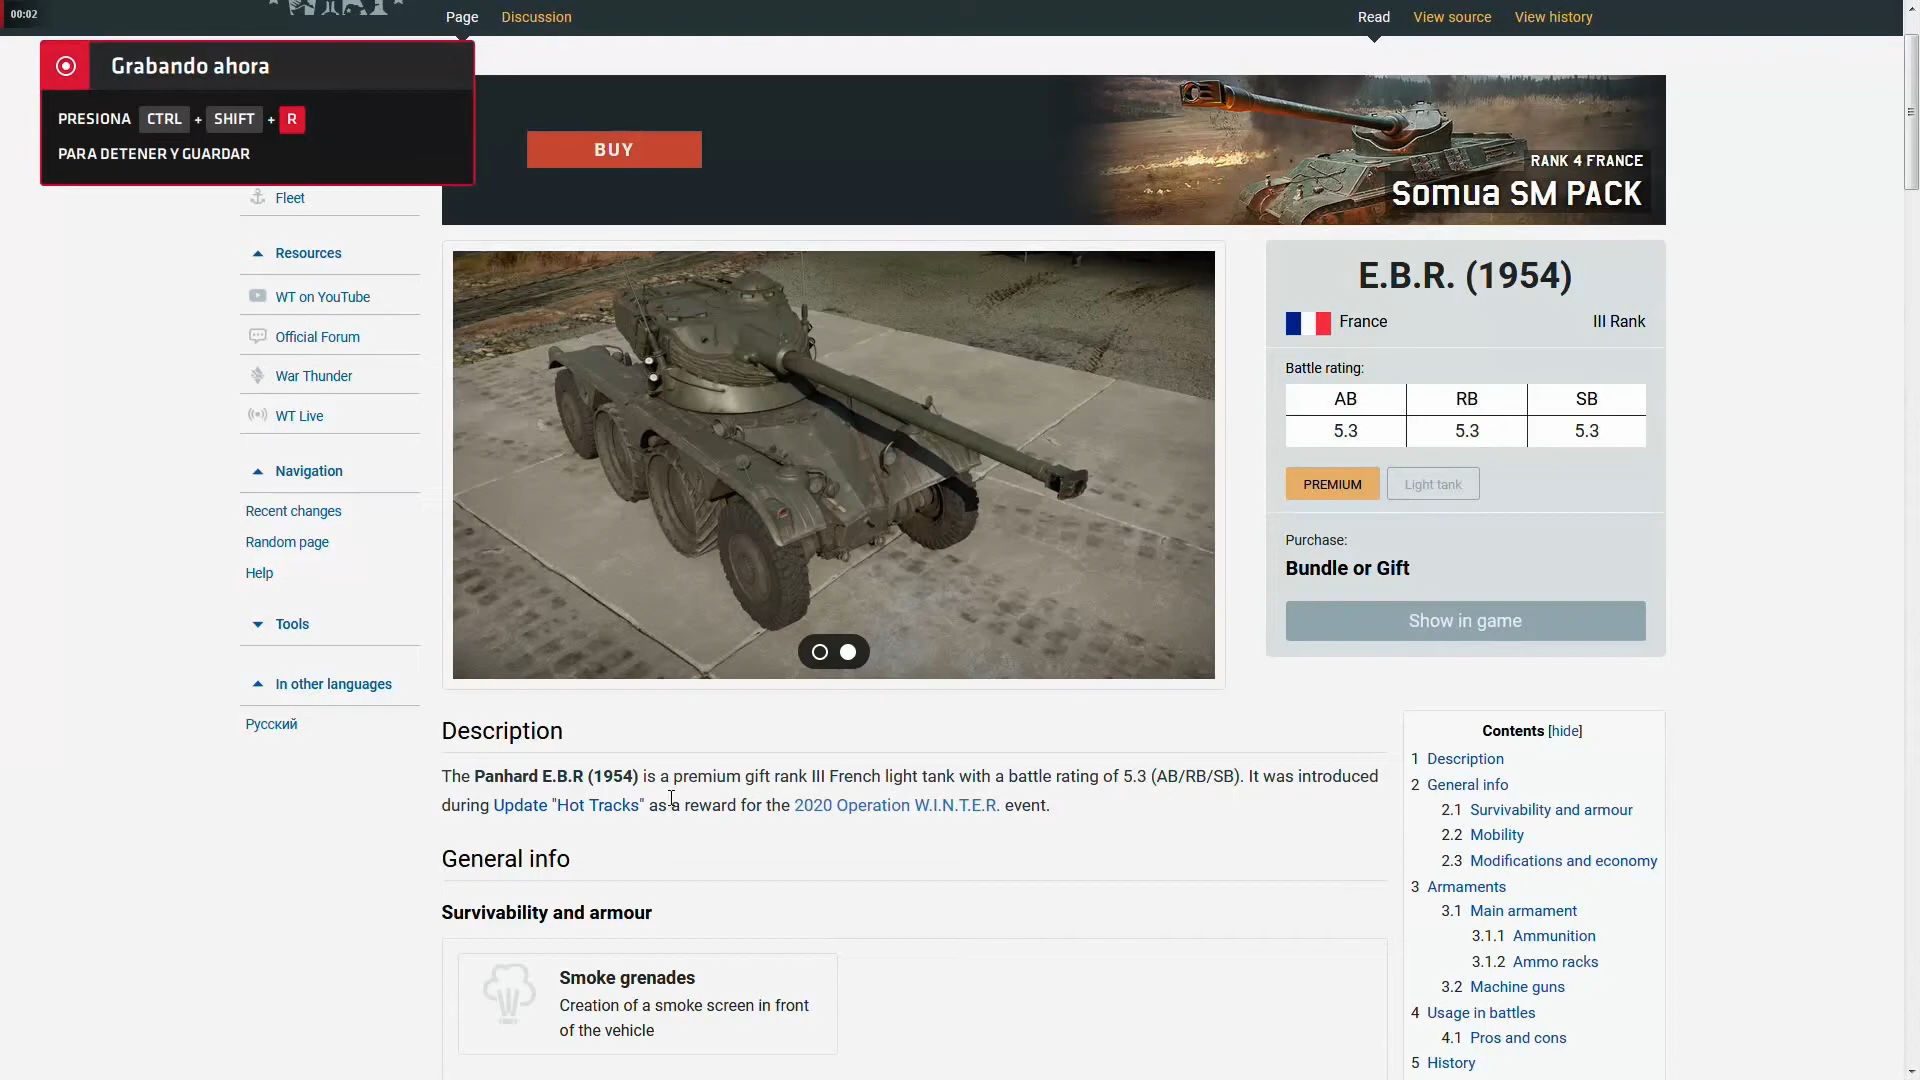 00:02
Page
Discussion
Read
View source
View history
Grabando ahora
PRESIONA CTRL + SHIFT + R
PARA DETENER Y GUARDAR
BUY
RANK 4 FRANCE
Somua SM PACK
Fleet
Resources
WT on YouTube
Official Forum
War Thunder
WT Live
Navigation
Recent changes
Random page
Help
Tools
In other languages
Русский
E.B.R. (1954)
France
III Rank
Battle rating:
AB RB SB
5.3 5.3 5.3
PREMIUM
Light tank
Purchase:
Bundle or Gift
Show in game
Description
The Panhard E.B.R (1954) is a premium gift rank III French light tank with a battle rating of 5.3 (AB/RB/SB). It was introduced
during Update "Hot Tracks" as a reward for the 2020 Operation W.I.N.T.E.R. event.
General info
Survivability and armour
Smoke grenades
Creation of a smoke screen in front
of the vehicle
Contents [hide]
1 Description
2 General info
2.1 Survivability and armour
2.2 Mobility
2.3 Modifications and economy
3 Armaments
3.1 Main armament
3.1.1 Ammunition
3.1.2 Ammo racks
3.2 Machine guns
4 Usage in battles
4.1 Pros and cons
5 History